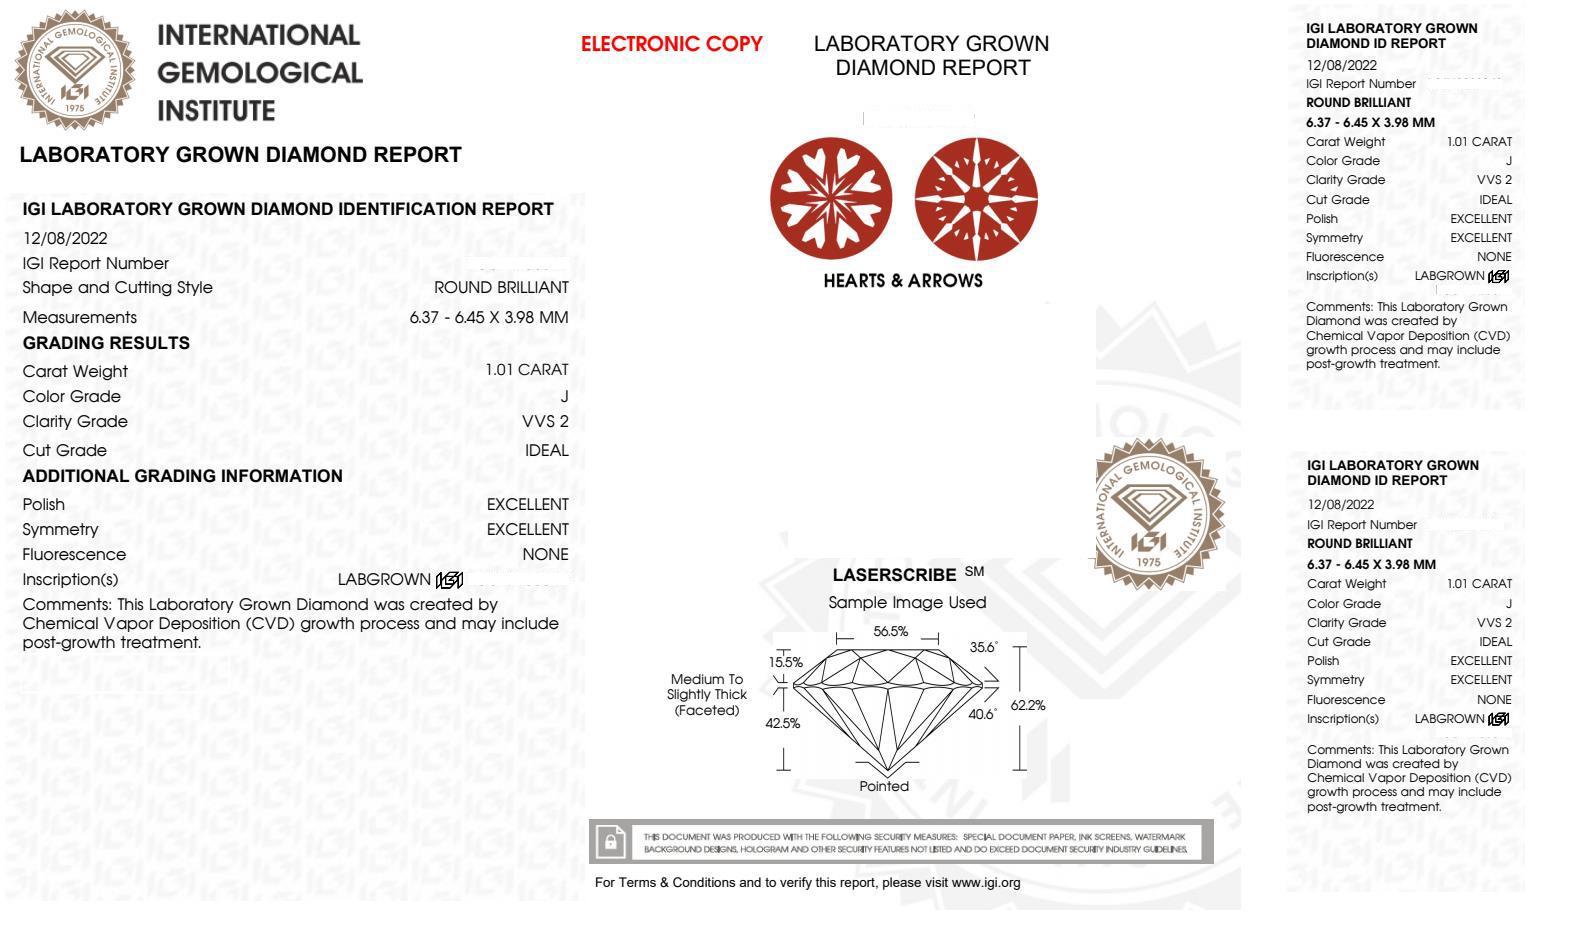 INTERNATIONAL GEMOLOGICAL INSTITUTE
IGI
1975
INTERNATIONAL
GEMOLOGICAL
INSTITUTE
LABORATORY GROWN DIAMOND REPORT
IGI LABORATORY GROWN DIAMOND IDENTIFICATION REPORT
12/08/2022
IGI Report Number
Shape and Cutting Style ROUND BRILLIANT
Measurements 6.37 - 6.45 X 3.98 MM
GRADING RESULTS
Carat Weight 1.01 CARAT
Color Grade J
Clarity Grade VVS 2
Cut Grade IDEAL
ADDITIONAL GRADING INFORMATION
Polish EXCELLENT
Symmetry EXCELLENT
Fluorescence NONE
Inscription(s) LABGROWN IGI
Comments: This Laboratory Grown Diamond was created by
Chemical Vapor Deposition (CVD) growth process and may include
post-growth treatment.
ELECTRONIC COPY
LABORATORY GROWN
DIAMOND REPORT
HEARTS & ARROWS
INTERNATIONAL GEMOLOGICAL INSTITUTE
IGI
1975
LASERSCRIBE SM
Sample Image Used
56.5%
35.6°
15.5%
Medium To
Slightly Thick
(Faceted)
42.5%
40.6°
62.2%
Pointed
THIS DOCUMENT WAS PRODUCED WITH THE FOLLOWING SECURITY MEASURES: SPECIAL DOCUMENT PAPER, INK SCREENS, WATERMARK
BACKGROUND DESIGNS, HOLOGRAM AND OTHER SECURITY FEATURES NOT LISTED AND DO EXCEED DOCUMENT SECURITY INDUSTRY GUIDELINES.
For Terms & Conditions and to verify this report, please visit www.igi.org
IGI LABORATORY GROWN
DIAMOND ID REPORT
12/08/2022
IGI Report Number
ROUND BRILLIANT
6.37 - 6.45 X 3.98 MM
Carat Weight 1.01 CARAT
Color Grade J
Clarity Grade VVS 2
Cut Grade IDEAL
Polish EXCELLENT
Symmetry EXCELLENT
Fluorescence NONE
Inscription(s) LABGROWN IGI
Comments: This Laboratory Grown
Diamond was created by
Chemical Vapor Deposition (CVD)
growth process and may include
post-growth treatment.
IGI LABORATORY GROWN
DIAMOND ID REPORT
12/08/2022
IGI Report Number
ROUND BRILLIANT
6.37 - 6.45 X 3.98 MM
Carat Weight 1.01 CARAT
Color Grade J
Clarity Grade VVS 2
Cut Grade IDEAL
Polish EXCELLENT
Symmetry EXCELLENT
Fluorescence NONE
Inscription(s) LABGROWN IGI
Comments: This Laboratory Grown
Diamond was created by
Chemical Vapor Deposition (CVD)
growth process and may include
post-growth treatment.